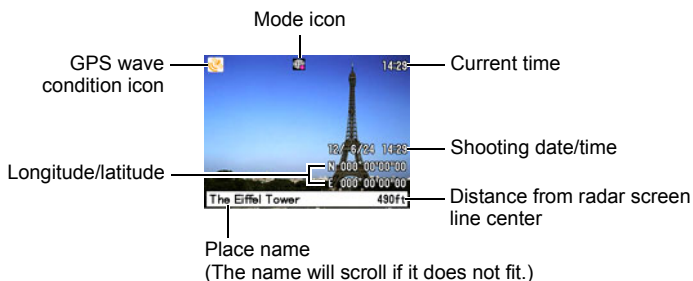 Mode icon
GPS wave
condition icon
14:29
Current time
12/ 6/24 14:29
Shooting date/time
Longitude/latitude
N 000°00'00"00
E 000°00'00"00
The Eiffel Tower
490ft
Distance from radar screen
line center
Place name
(The name will scroll if it does not fit.)